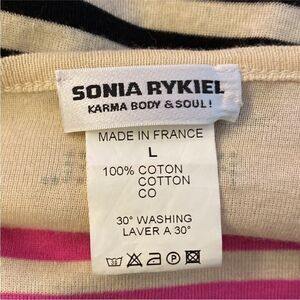 SONIA RYKIEL
KARMA BODY & SOUL!
MADE IN FRANCE
L
100% COTON
COTTON
CO
30° WASHING
LAVER A 30°